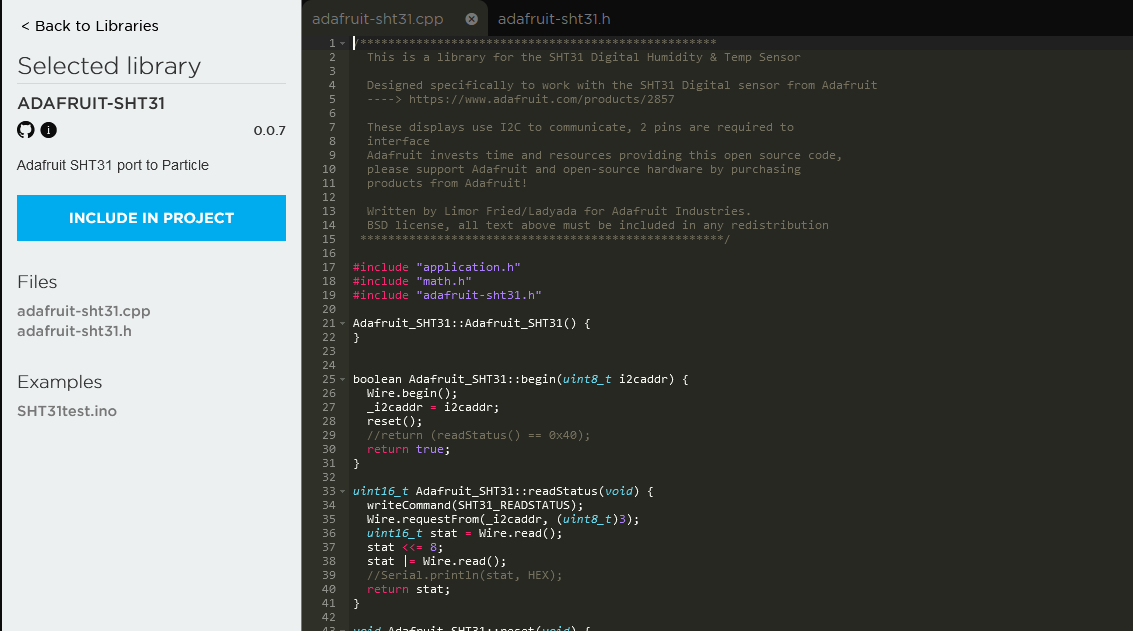 < Back to Libraries
Selected library
ADAFRUIT-SHT31
0.0.7
Adafruit SHT31 port to Particle
INCLUDE IN PROJECT
Files
adafruit-sht31.cpp
adafruit-sht31.h
Examples
SHT31test.ino
adafruit-sht31.cpp adafruit-sht31.h
1 /***************************************************
2 This is a library for the SHT31 Digital Humidity & Temp Sensor
3
4 Designed specifically to work with the SHT31 Digital sensor from Adafruit
5 ----> https://www.adafruit.com/products/2857
6
7 These displays use I2C to communicate, 2 pins are required to
8 interface
9 Adafruit invests time and resources providing this open source code,
10 please support Adafruit and open-source hardware by purchasing
11 products from Adafruit!
12
13 Written by Limor Fried/Ladyada for Adafruit Industries.
14 BSD license, all text above must be included in any redistribution
15 ****************************************************/
16
17 #include "application.h"
18 #include "math.h"
19 #include "adafruit-sht31.h"
20
21 Adafruit_SHT31::Adafruit_SHT31() {
22 }
23
24
25 boolean Adafruit_SHT31::begin(uint8_t i2caddr) {
26 Wire.begin();
27 _i2caddr = i2caddr;
28 reset();
29 //return (readStatus() == 0x40);
30 return true;
31 }
32
33 uint16_t Adafruit_SHT31::readStatus(void) {
34 writeCommand(SHT31_READSTATUS);
35 Wire.requestFrom(_i2caddr, (uint8_t)3);
36 uint16_t stat = Wire.read();
37 stat <<= 8;
38 stat |= Wire.read();
39 //Serial.println(stat, HEX);
40 return stat;
41 }
42
43 void Adafruit_SHT31::reset(void) {